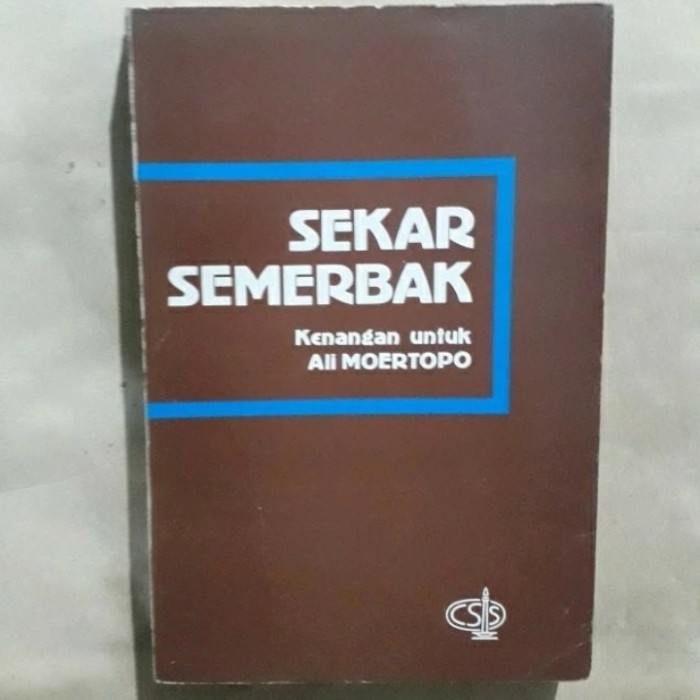 SEKAR
SEMERBAK
Kenangan untuk
Ali MOERTOPO
CSIS